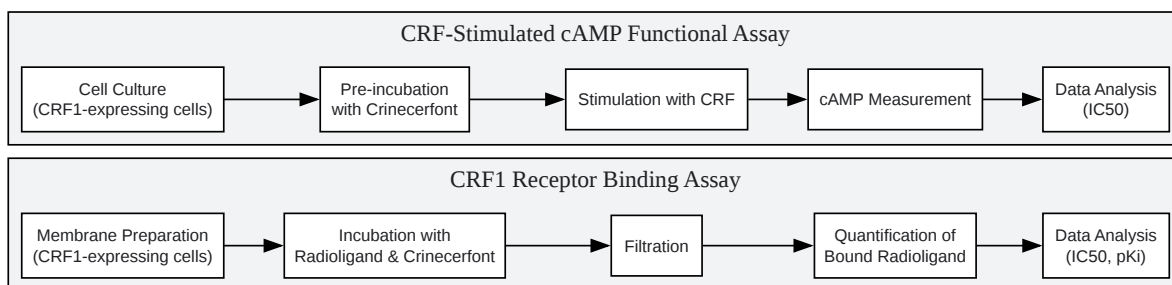 CRF-Stimulated cAMP Functional Assay
Cell Culture
(CRF1-expressing cells)
Pre-incubation
with Crinecerfont
Stimulation with CRF
cAMP Measurement
Data Analysis
(IC50)
CRF1 Receptor Binding Assay
Membrane Preparation
(CRF1-expressing cells)
Incubation with
Radioligand & Crinecerfont
Filtration
Quantification of
Bound Radioligand
Data Analysis
(IC50, pKi)